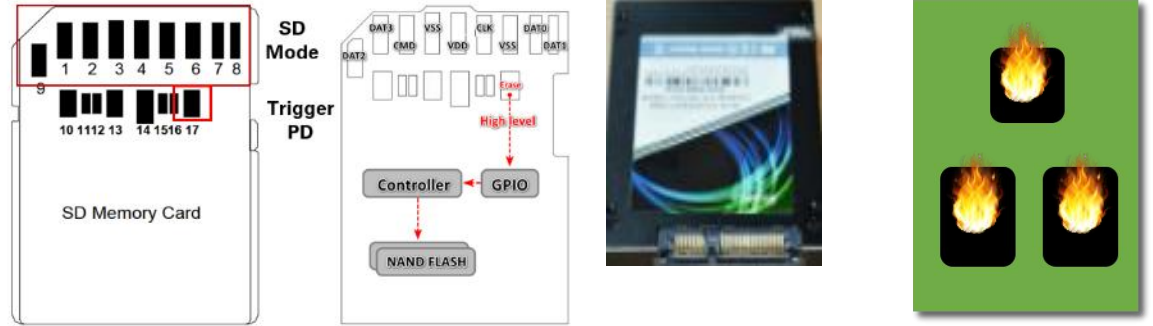 SD
Mode
1 2 3 4 5 6 7 8
9
Trigger
PD
10 11 12 13 14 15 16 17
SD Memory Card
DAT3 VSS CLK DAT0
CMD VDD VSS DAT1
DAT2
Erase
High level
Controller GPIO
NAND FLASH